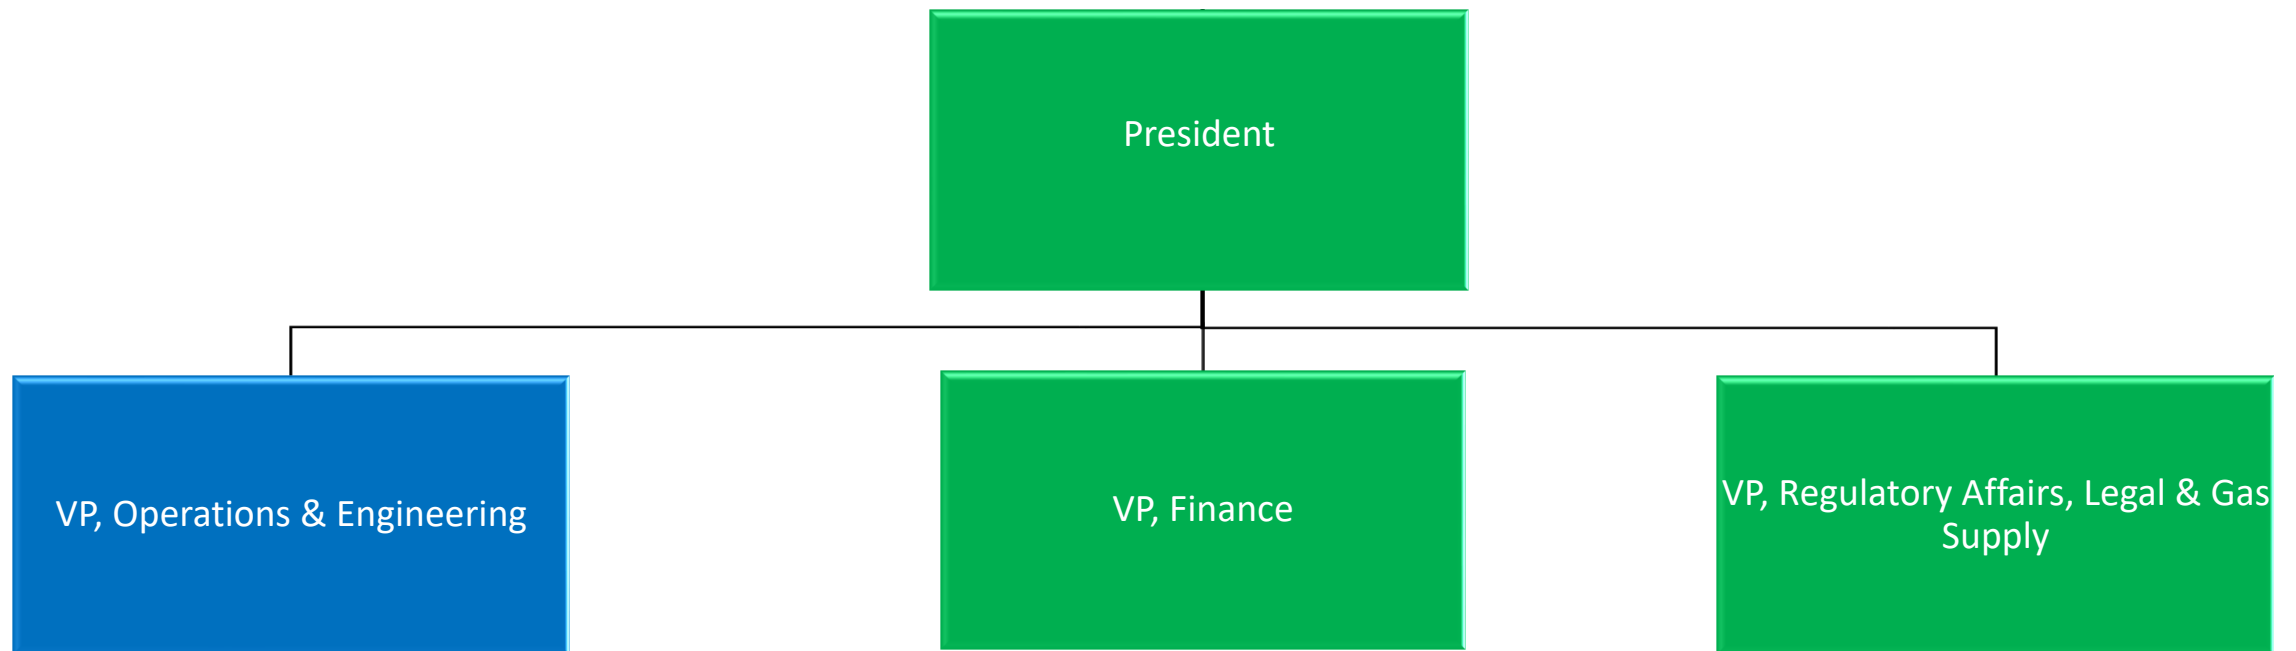 President
VP, Operations & Engineering
VP, Finance
VP, Regulatory Affairs, Legal & Gas
Supply